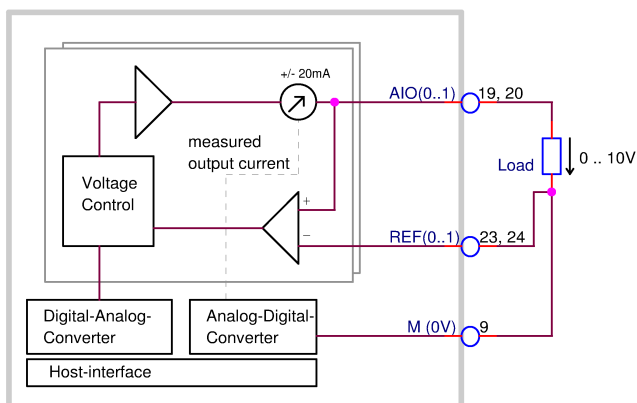 +/- 20mA
AIO(0..1)
19, 20
measured
output current
Load
0 .. 10V
Voltage
Control
+
–
REF(0..1)
23, 24
Digital-Analog-
Converter
Analog-Digital-
Converter
M (0V)
9
Host-interface